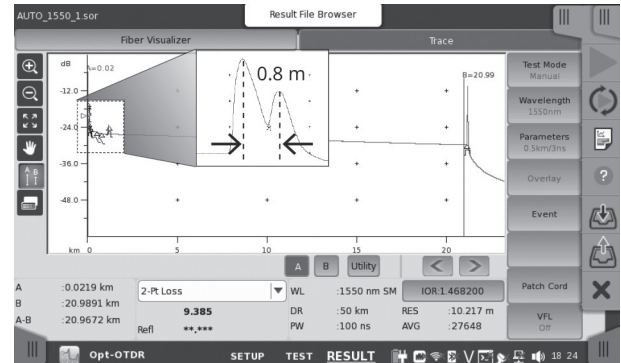 AUTO_1550_1.sor
Result File Browser
Fiber Visualizer
Trace
dB
A=0.02
0.8 m
B=20.99
-12.0
-24.0
-36.0
-48.0
km 0 5 10 15 20
A B
A B Utility
Test Mode
Manual
Wavelength
1550nm
Parameters
0.5km/3ns
Overlay
Event
Patch Cord
VFL
Off
?
A :0.0219 km
B :20.9891 km
A-B :20.9672 km
2-Pt Loss
9.385
Refl **.***
WL :1550 nm SM IOR:1.468200
DR :50 km RES :10.217 m
PW :100 ns AVG :27648
Opt-OTDR SETUP TEST RESULT 18 24